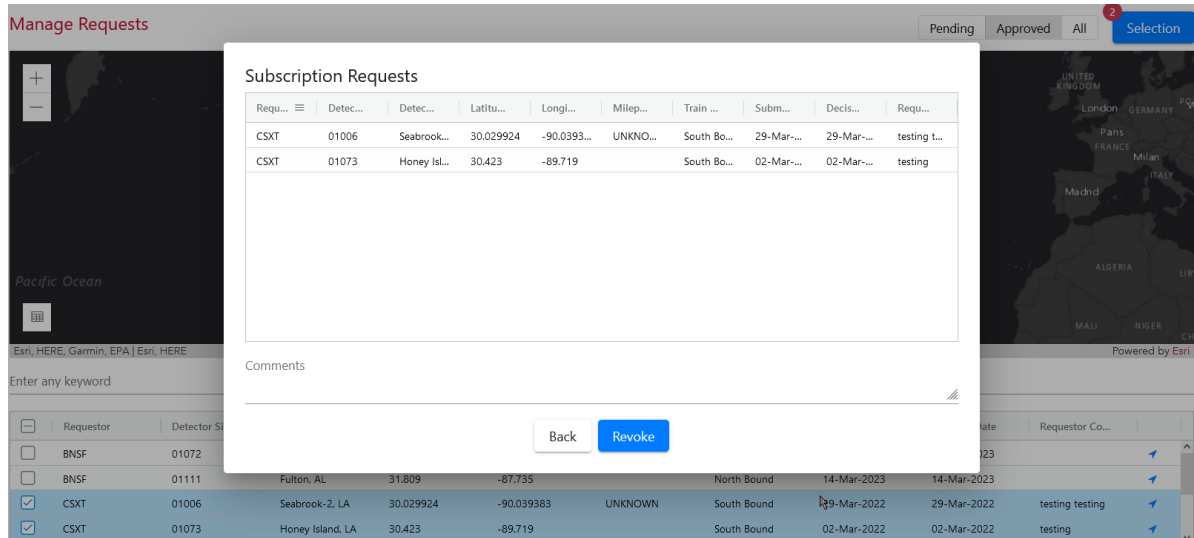 Manage Requests
Pending Approved All 2 Selection
Subscription Requests
Requ... Detec... Detec... Latitu... Longi... Milep... Train ... Subm... Decis... Requ...
CSXT 01006 Seabrook... 30.029924 -90.0393... UNKNO... South Bo... 29-Mar-... 29-Mar-... testing t...
CSXT 01073 Honey Isl... 30.423 -89.719 South Bo... 02-Mar-... 02-Mar-... testing
UNITED
KINGDOM
London GERMANY
Paris
FRANCE
Milan
ITALY
Madrid
Pacific Ocean
ALGERIA
MALI NIGER
Esri, HERE, Garmin, EPA | Esri, HERE
Powered by Esri
Comments
Enter any keyword
Back Revoke
Requestor Detector Si Requestor Co...
BNSF 01072
BNSF 01111 Fulton, AL 31.809 -87.735 North Bound 14-Mar-2023 14-Mar-2023
CSXT 01006 Seabrook-2, LA 30.029924 -90.039383 UNKNOWN South Bound 29-Mar-2022 29-Mar-2022 testing testing
CSXT 01073 Honey Island, LA 30.423 -89.719 South Bound 02-Mar-2022 02-Mar-2022 testing